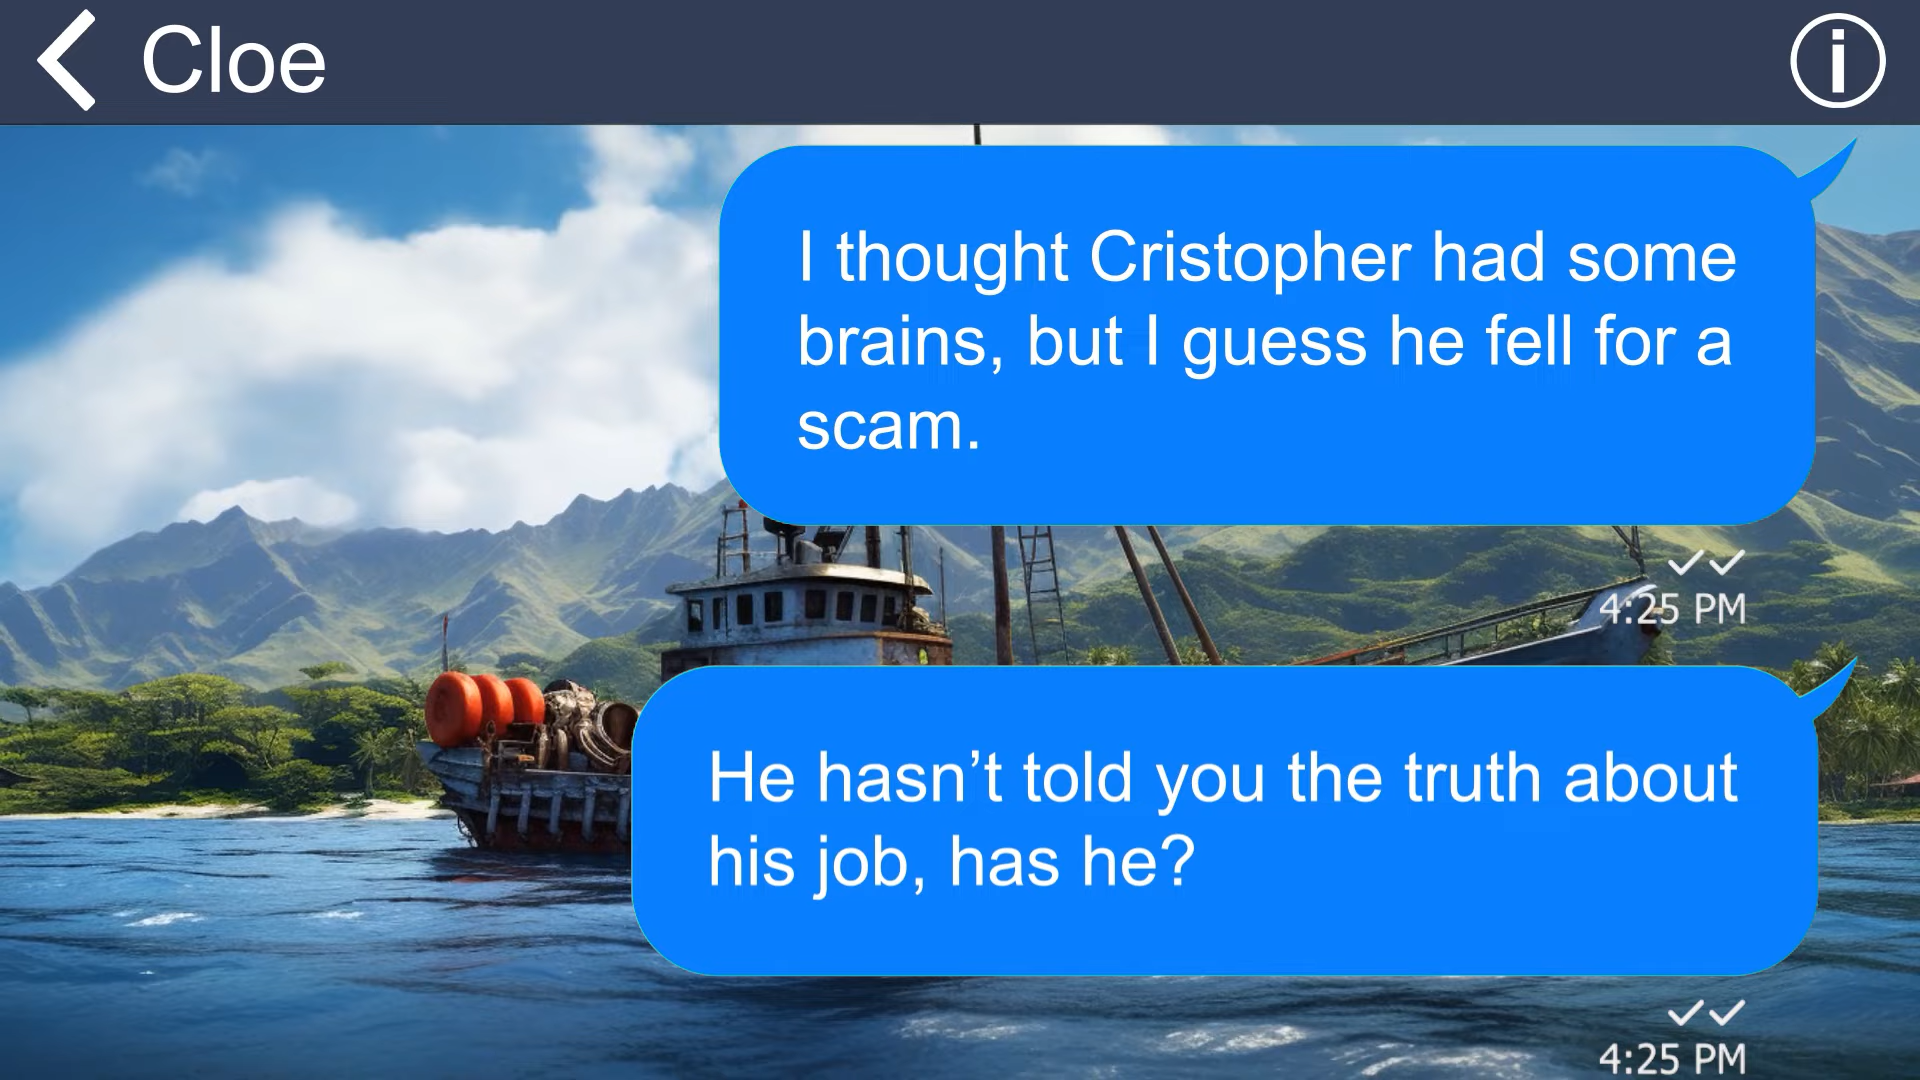 Cloe
I thought Cristopher had some
brains, but I guess he fell for a
scam.
4:25 PM
He hasn’t told you the truth about
his job, has he?
4:25 PM